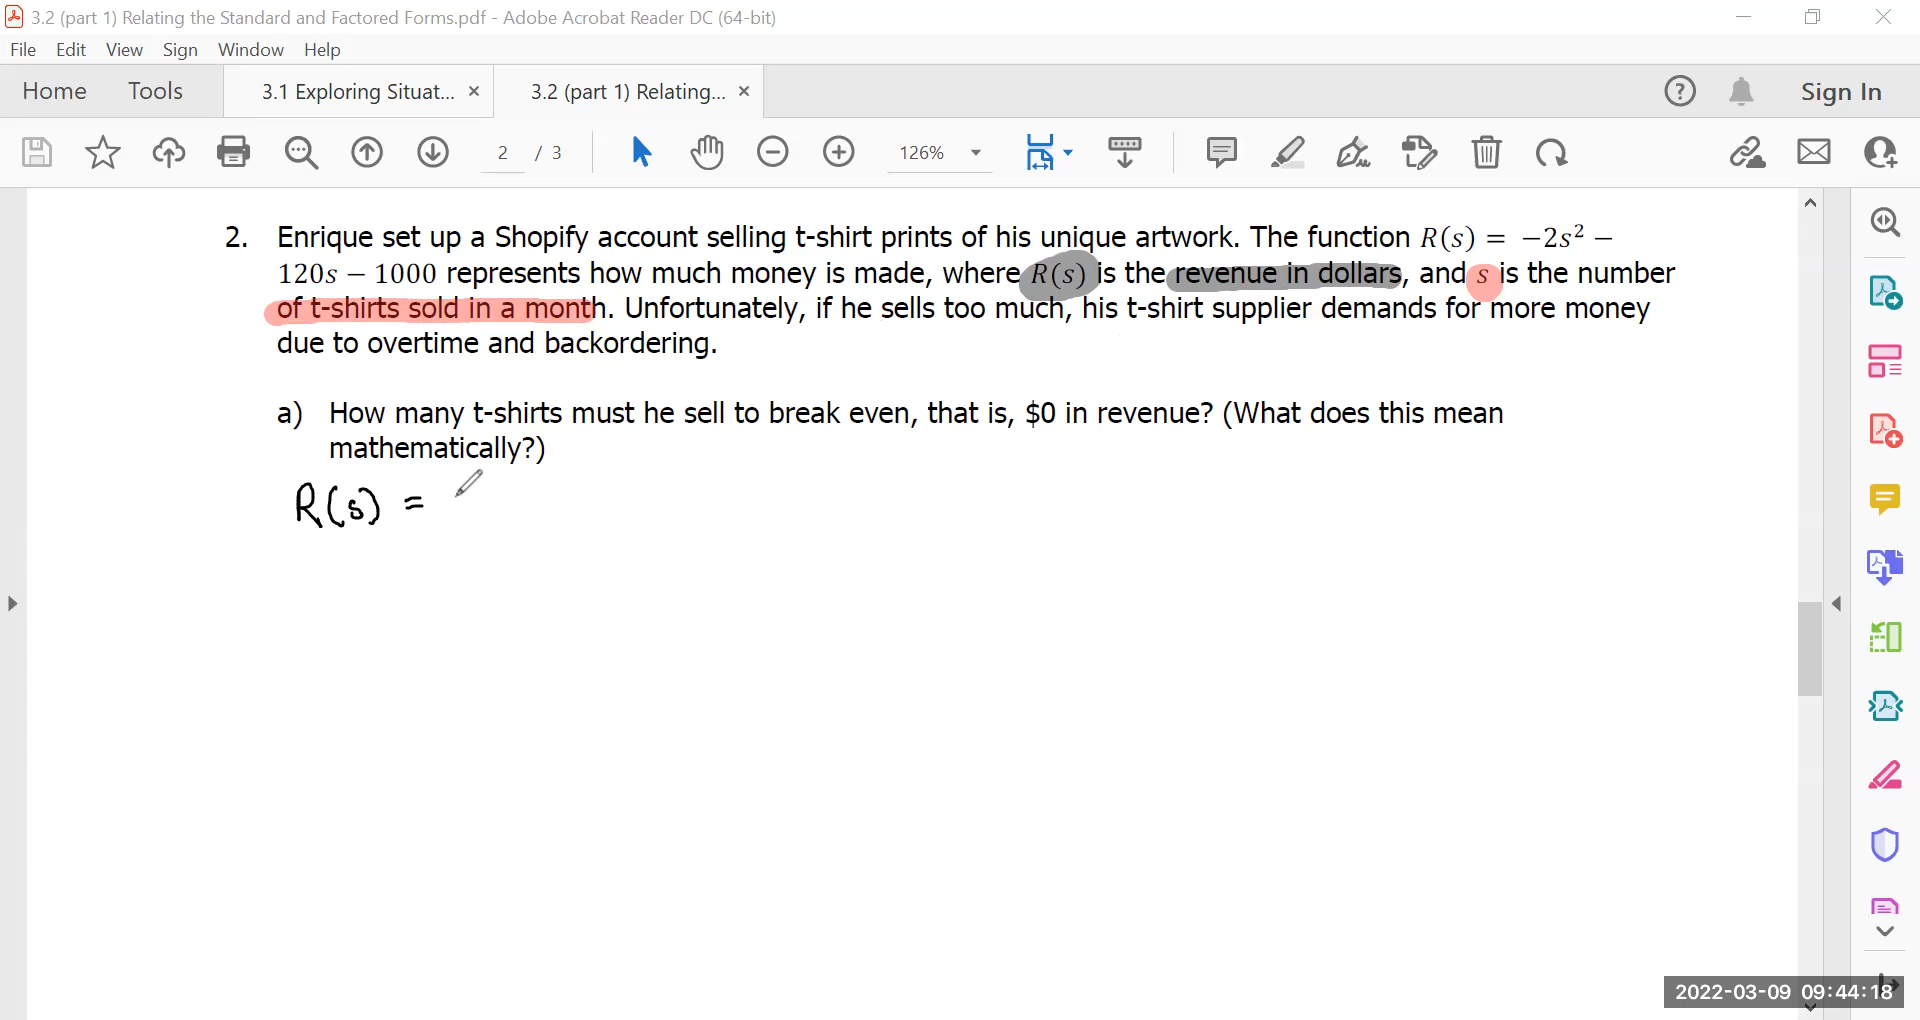 3.2 (part 1) Relating the Standard and Factored Forms.pdf - Adobe Acrobat Reader DC (64-bit)
File Edit View Sign Window Help
Home Tools 3.1 Exploring Situat... × 3.2 (part 1) Relating... × Sign In
2 / 3 126%
2. Enrique set up a Shopify account selling t-shirt prints of his unique artwork. The function R(s) = −2s² −
120s − 1000 represents how much money is made, where R(s) is the revenue in dollars, and s is the number
of t-shirts sold in a month. Unfortunately, if he sells too much, his t-shirt supplier demands for more money
due to overtime and backordering.
a) How many t-shirts must he sell to break even, that is, $0 in revenue? (What does this mean
mathematically?)
R(s) =
2022-03-09 09:44:18